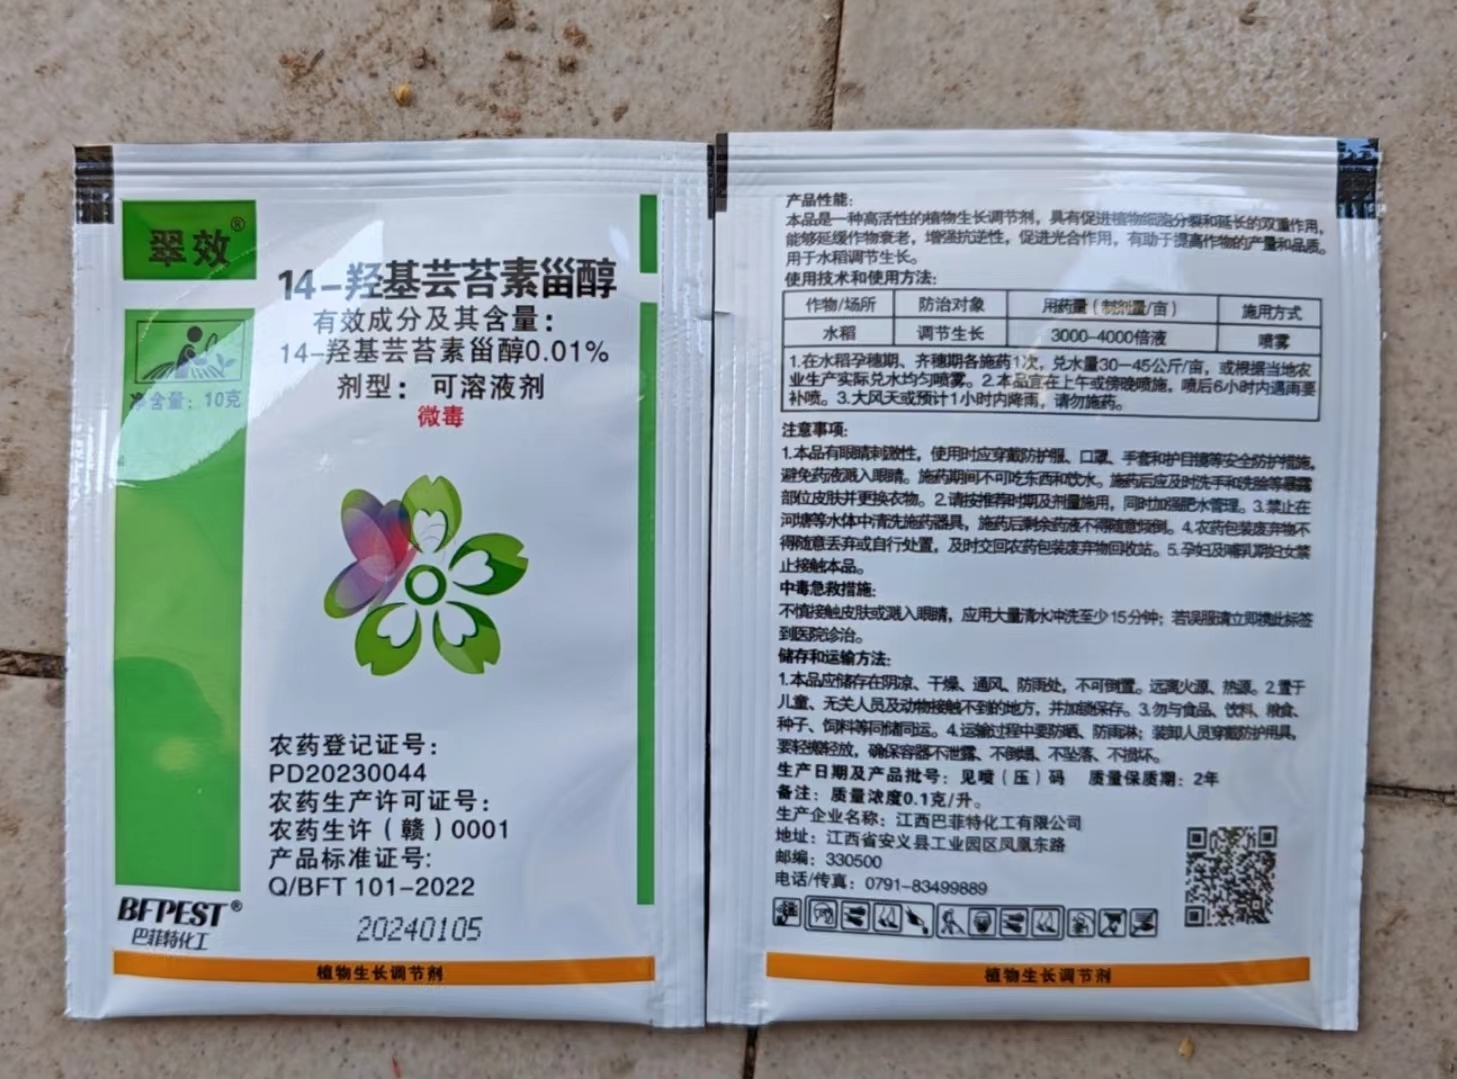 翠效®
14-羟基芸苔素甾醇
有效成分及其含量：
14-羟基芸苔素甾醇0.01%
剂型：可溶液剂
微毒
净含量：10克
农药登记证号：
PD20230044
农药生产许可证号：
农药生许（赣）0001
产品标准证号：
Q/BFT 101-2022
20240105
BFPEST®
巴菲特化工
植物生长调节剂
产品性能：
本品是一种高活性的植物生长调节剂，具有促进植物细胞分裂和延长的双重作用，
能够延缓作物衰老，增强抗逆性，促进光合作用，有助于提高作物的产量和品质。
用于水稻调节生长。
使用技术和使用方法：
作物/场所 防治对象 用药量（制剂量/亩） 施用方式
水稻 调节生长 3000-4000倍液 喷雾
1.在水稻孕穗期、齐穗期各施药1次，兑水量30-45公斤/亩，或根据当地农
业生产实际兑水均匀喷雾。2.本品宜在上午或傍晚喷施，喷后6小时内遇雨要
补喷。3.大风天或预计1小时内降雨，请勿施药。
注意事项：
1.本品有眼睛刺激性，使用时应穿戴防护服、口罩、手套和护目镜等安全防护措施，
避免药液溅入眼睛。施药期间不可吃东西和饮水。施药后应及时洗手和洗脸等暴露
部位皮肤并更换衣物。2.请按推荐时期及剂量施用，同时加强肥水管理。3.禁止在
河塘等水体中清洗施药器具，施药后剩余药液不得随意倾倒。4.农药包装废弃物不
得随意丢弃或自行处置，及时交回农药包装废弃物回收站。5.孕妇及哺乳期妇女禁
止接触本品。
中毒急救措施：
不慎接触皮肤或溅入眼睛，应用大量清水冲洗至少15分钟；若误服请立即携此标签
到医院诊治。
储存和运输方法：
1.本品应储存在阴凉、干燥、通风、防雨处，不可倒置。远离火源、热源。2.置于
儿童、无关人员及动物接触不到的地方，并加锁保存。3.勿与食品、饮料、粮食、
种子、饲料等同储同运。4.运输过程中要防晒、防雨淋；装卸人员穿戴防护用具，
要轻搬轻放，确保容器不泄露、不倒塌、不坠落、不损坏。
生产日期及产品批号：见喷（压）码 质量保质期：2年
备注：质量浓度0.1克/升。
生产企业名称：江西巴菲特化工有限公司
地址：江西省安义县工业园区凤凰东路
邮编：330500
电话/传真：0791-83499889
植物生长调节剂